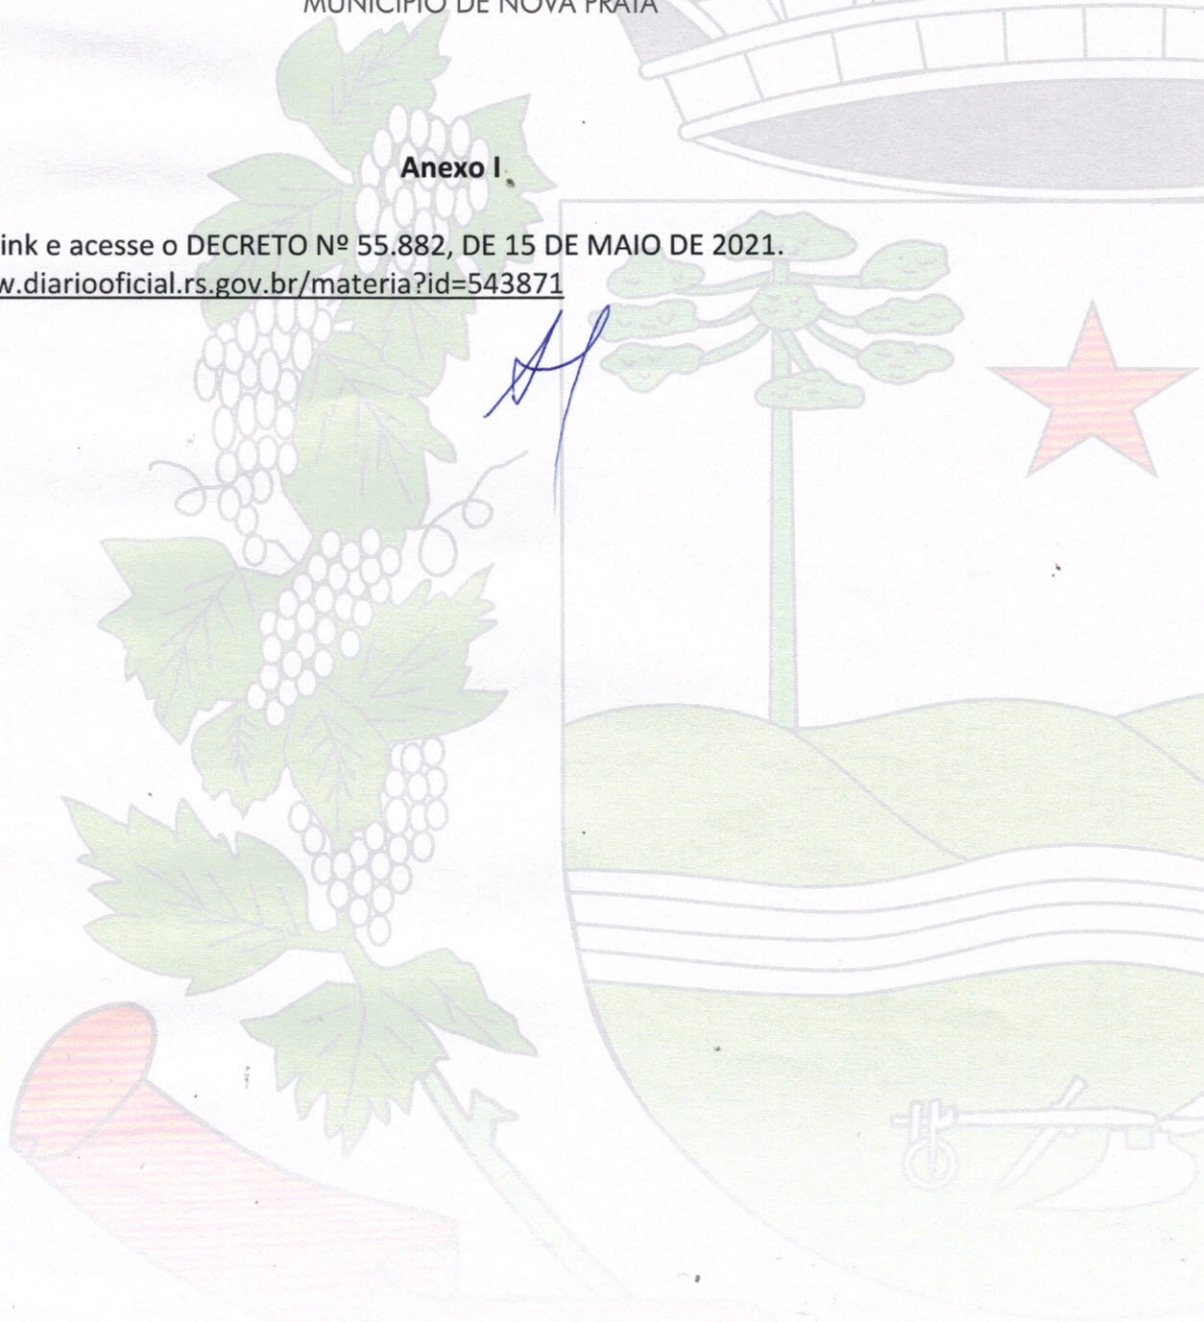 MUNICÍPIO DE NOVA PRATA
Anexo I
ink e acesse o DECRETO Nº 55.882, DE 15 DE MAIO DE 2021.
w.diariooficial.rs.gov.br/materia?id=543871